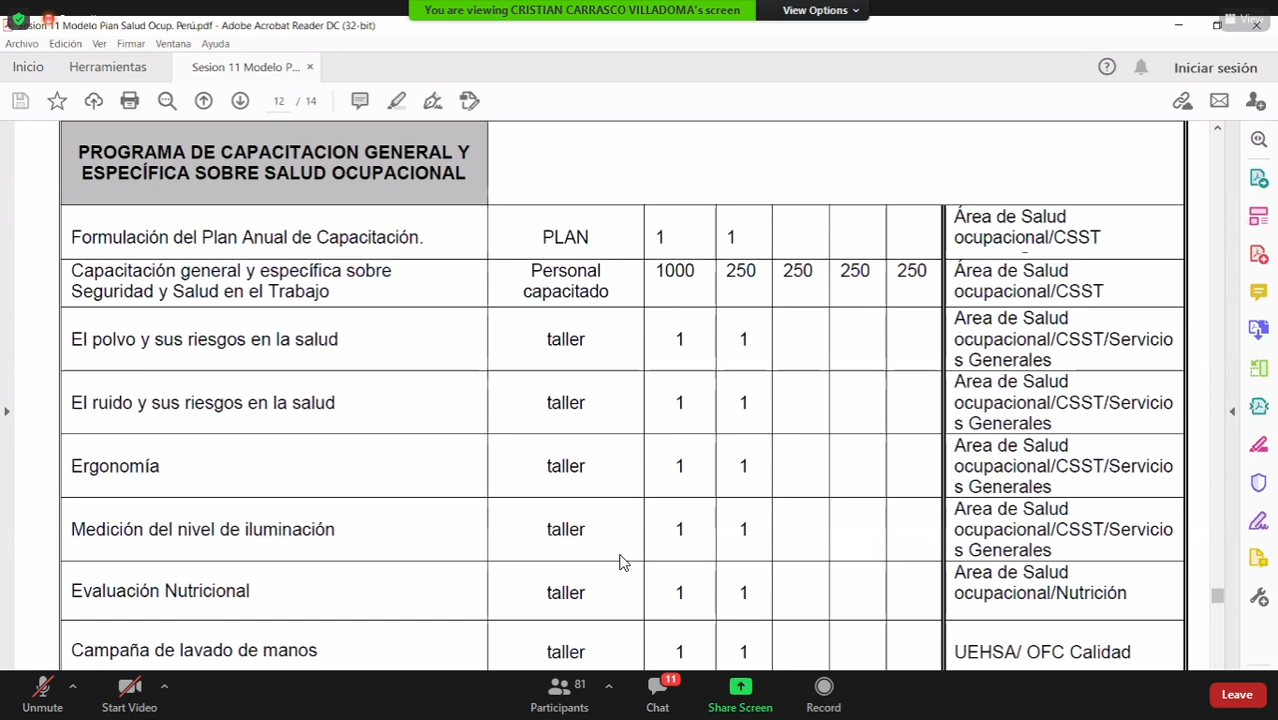 You are viewing CRISTIAN CARRASCO VILLADOMA's screen
View Options
View
Sesion 11 Modelo Plan Salud Ocup. Perú.pdf - Adobe Acrobat Reader DC (32-bit)
Archivo Edición Ver Firmar Ventana Ayuda
Inicio Herramientas Sesion 11 Modelo P... × Iniciar sesión
12 / 14
PROGRAMA DE CAPACITACION GENERAL Y
ESPECÍFICA SOBRE SALUD OCUPACIONAL
Formulación del Plan Anual de Capacitación. PLAN 1 1 Área de Salud
ocupacional/CSST
Capacitación general y específica sobre Personal 1000 250 250 250 250 Área de Salud
Seguridad y Salud en el Trabajo capacitado ocupacional/CSST
El polvo y sus riesgos en la salud taller 1 1 Area de Salud
ocupacional/CSST/Servicio
s Generales
El ruido y sus riesgos en la salud taller 1 1 Area de Salud
ocupacional/CSST/Servicio
s Generales
Ergonomía taller 1 1 Area de Salud
ocupacional/CSST/Servicio
s Generales
Medición del nivel de iluminación taller 1 1 Area de Salud
ocupacional/CSST/Servicio
s Generales
Evaluación Nutricional taller 1 1 Area de Salud
ocupacional/Nutrición
Campaña de lavado de manos taller 1 1 UEHSA/ OFC Calidad
Unmute Start Video 81 Participants 11 Chat Share Screen Record Leave